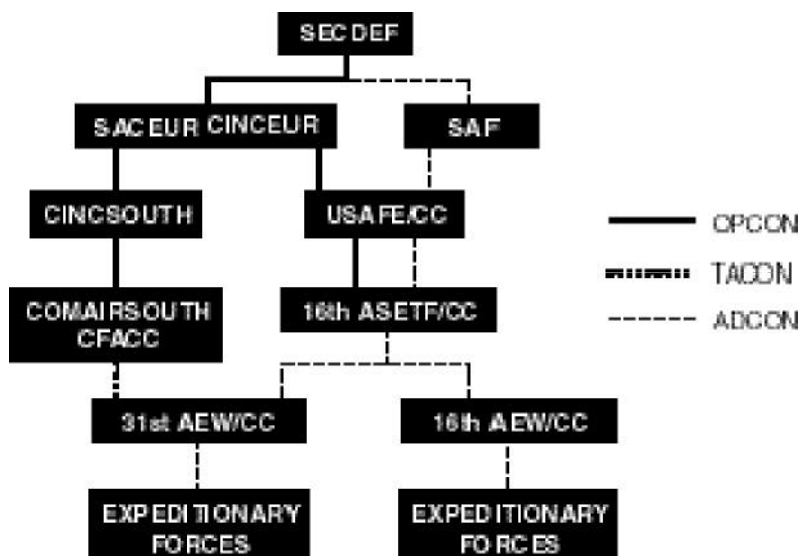 SECDEF
SACEUR CINCEUR
SAF
CINCSOUTH
USAFE/CC
OPCON
TACON
ADCON
COMAIRSOUTH
CFACC
16th ASETF/CC
31st AEW/CC
16th AEW/CC
EXPEDITIONARY
FORCES
EXPEDITIONARY
FORCES